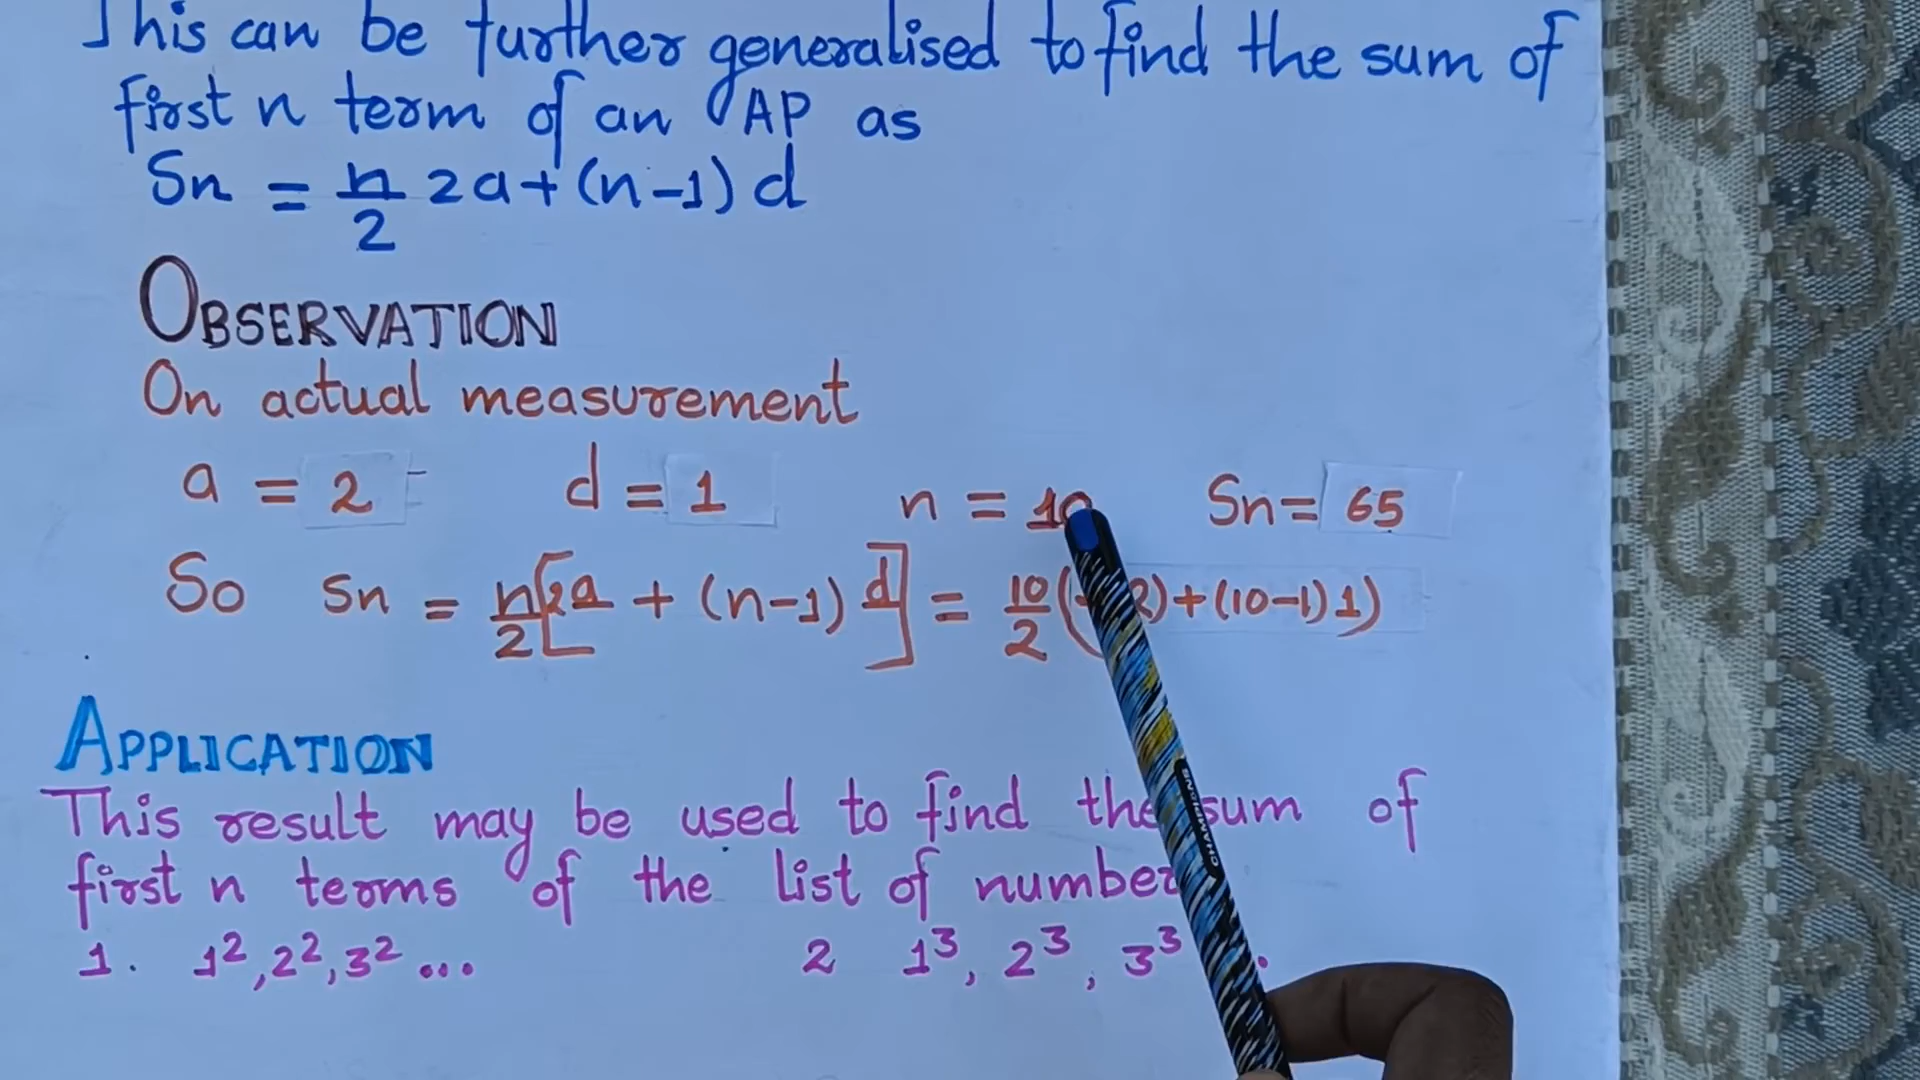 This can be further generalised to find the sum of
first n term of an AP as
Sn = n/2 2a+(n-1) d
OBSERVATION
On actual measurement
a = 2 d = 1 n = 10 Sn = 65
So Sn = n/2[2a + (n-1) d] = 10/2( 2)+(10-1) 1)
APPLICATION
This result may be used to find the sum of
first n terms of the list of number
1. 1², 2², 3² ... 2 1³, 2³, 3³
CHAMPIONS